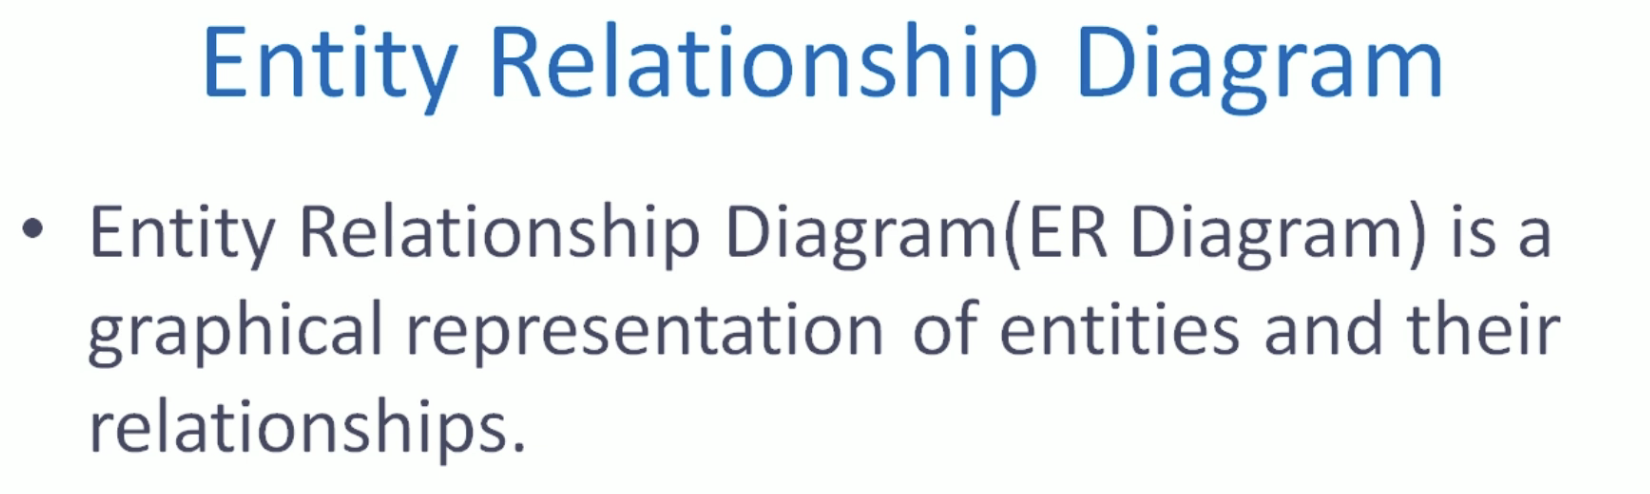 Entity Relationship Diagram
• Entity Relationship Diagram(ER Diagram) is a
graphical representation of entities and their
relationships.